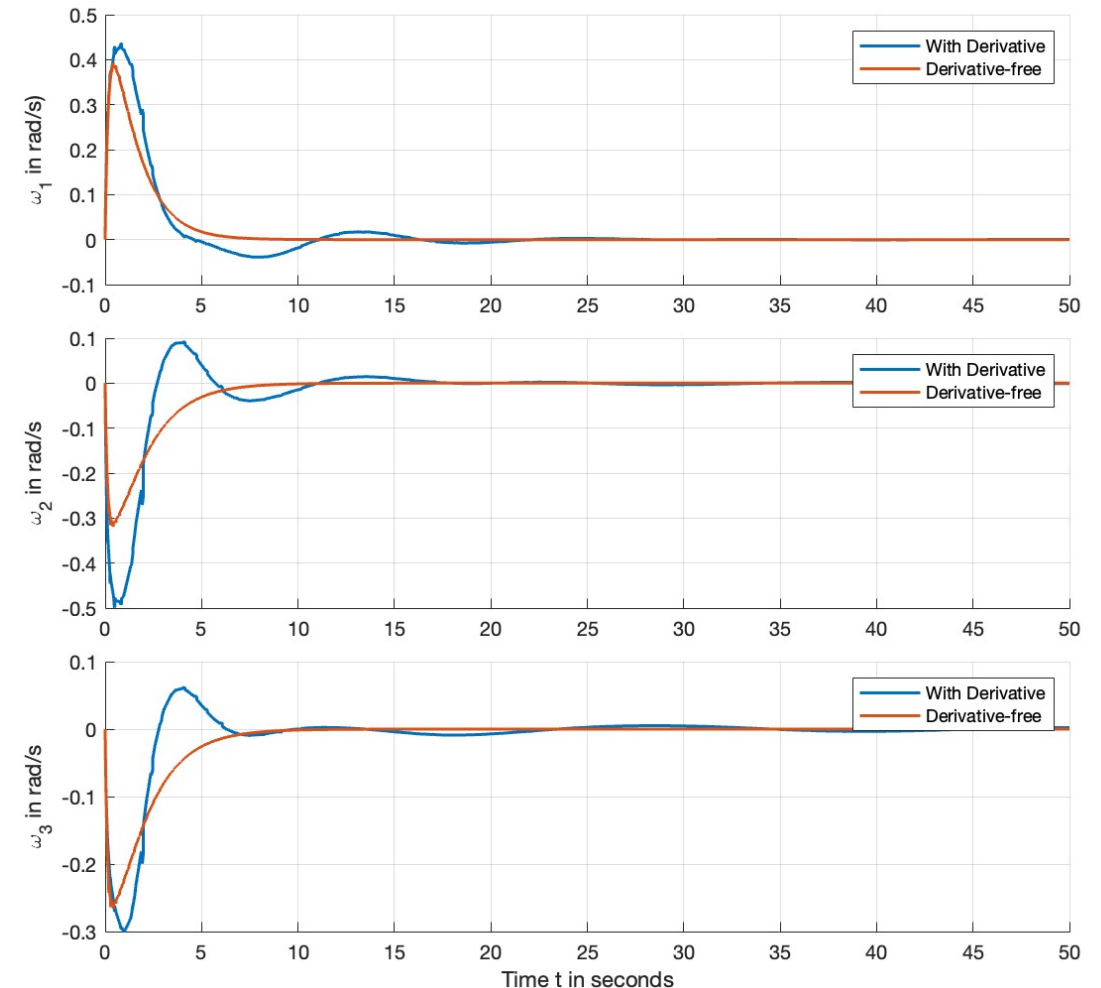 0.5
0.4
0.3
0.2
0.1
0
-0.1
ω1 in rad/s)
With Derivative
Derivative-free
0 5 10 15 20 25 30 35 40 45 50
0.1
0
-0.1
-0.2
-0.3
-0.4
-0.5
ω2 in rad/s
With Derivative
Derivative-free
0 5 10 15 20 25 30 35 40 45 50
0.1
0
-0.1
-0.2
-0.3
ω3 in rad/s
With Derivative
Derivative-free
0 5 10 15 20 25 30 35 40 45 50
Time t in seconds